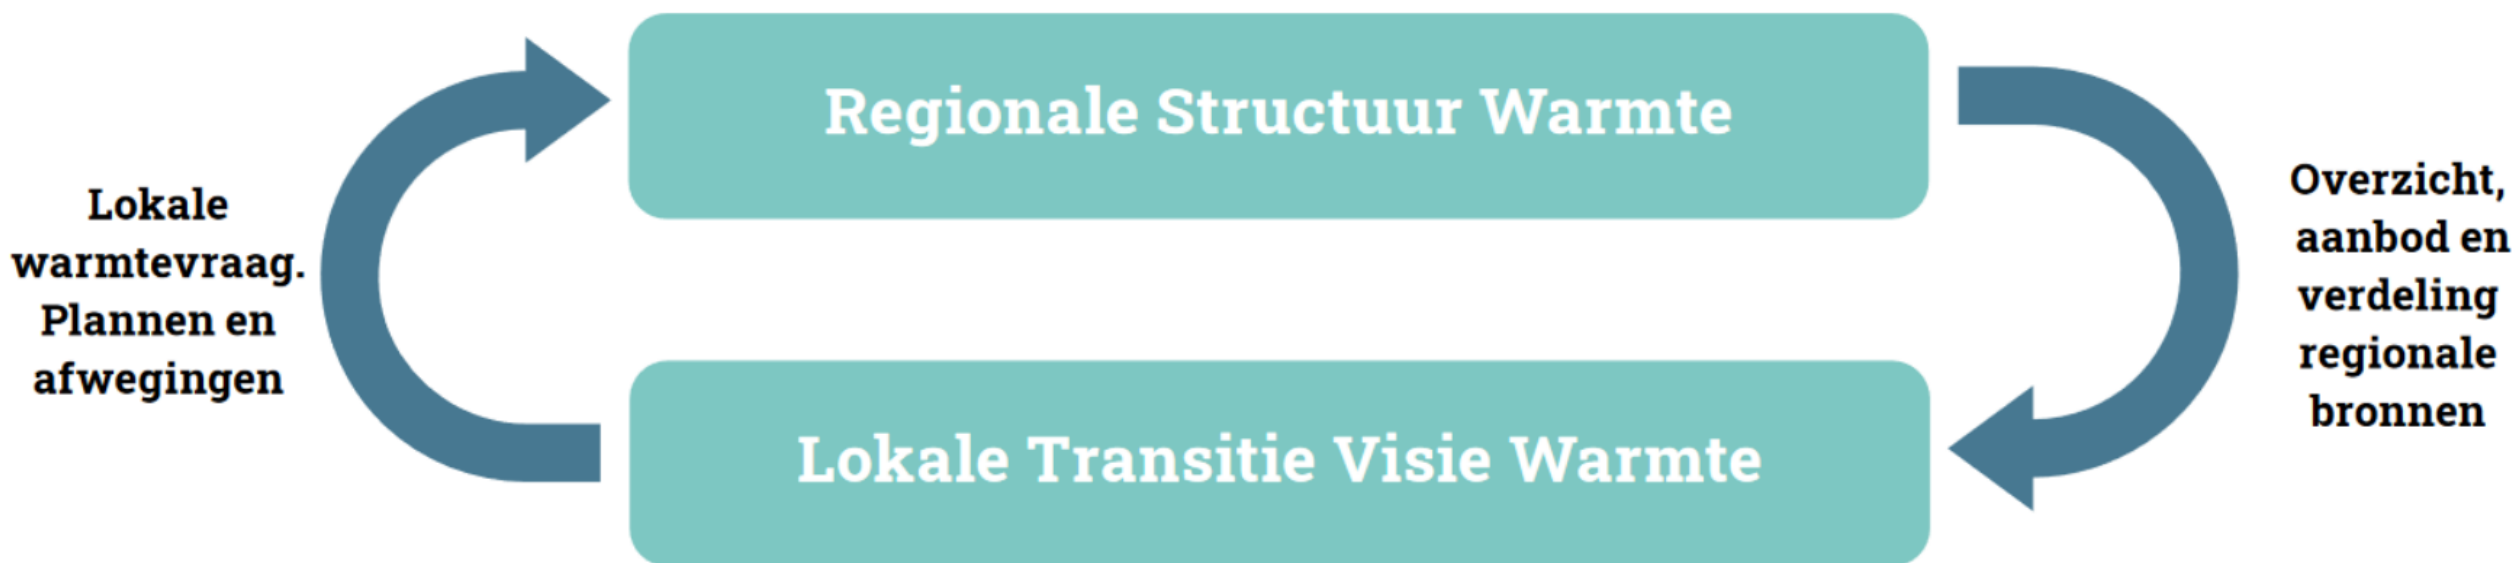 Regionale Structuur Warmte
Lokale
warmtevraag.
Plannen en
afwegingen
Overzicht,
aanbod en
verdeling
regionale
bronnen
Lokale Transitie Visie Warmte